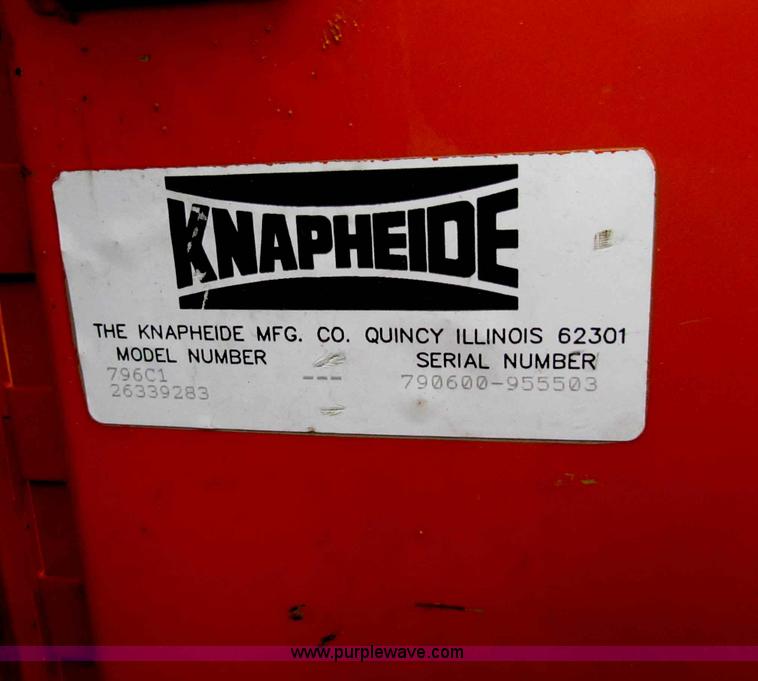 KNAPHEIDE
THE KNAPHEIDE MFG. CO. QUINCY ILLINOIS 62301
MODEL NUMBER SERIAL NUMBER
796C1 --- 790600-955503
26339283
www.purplewave.com